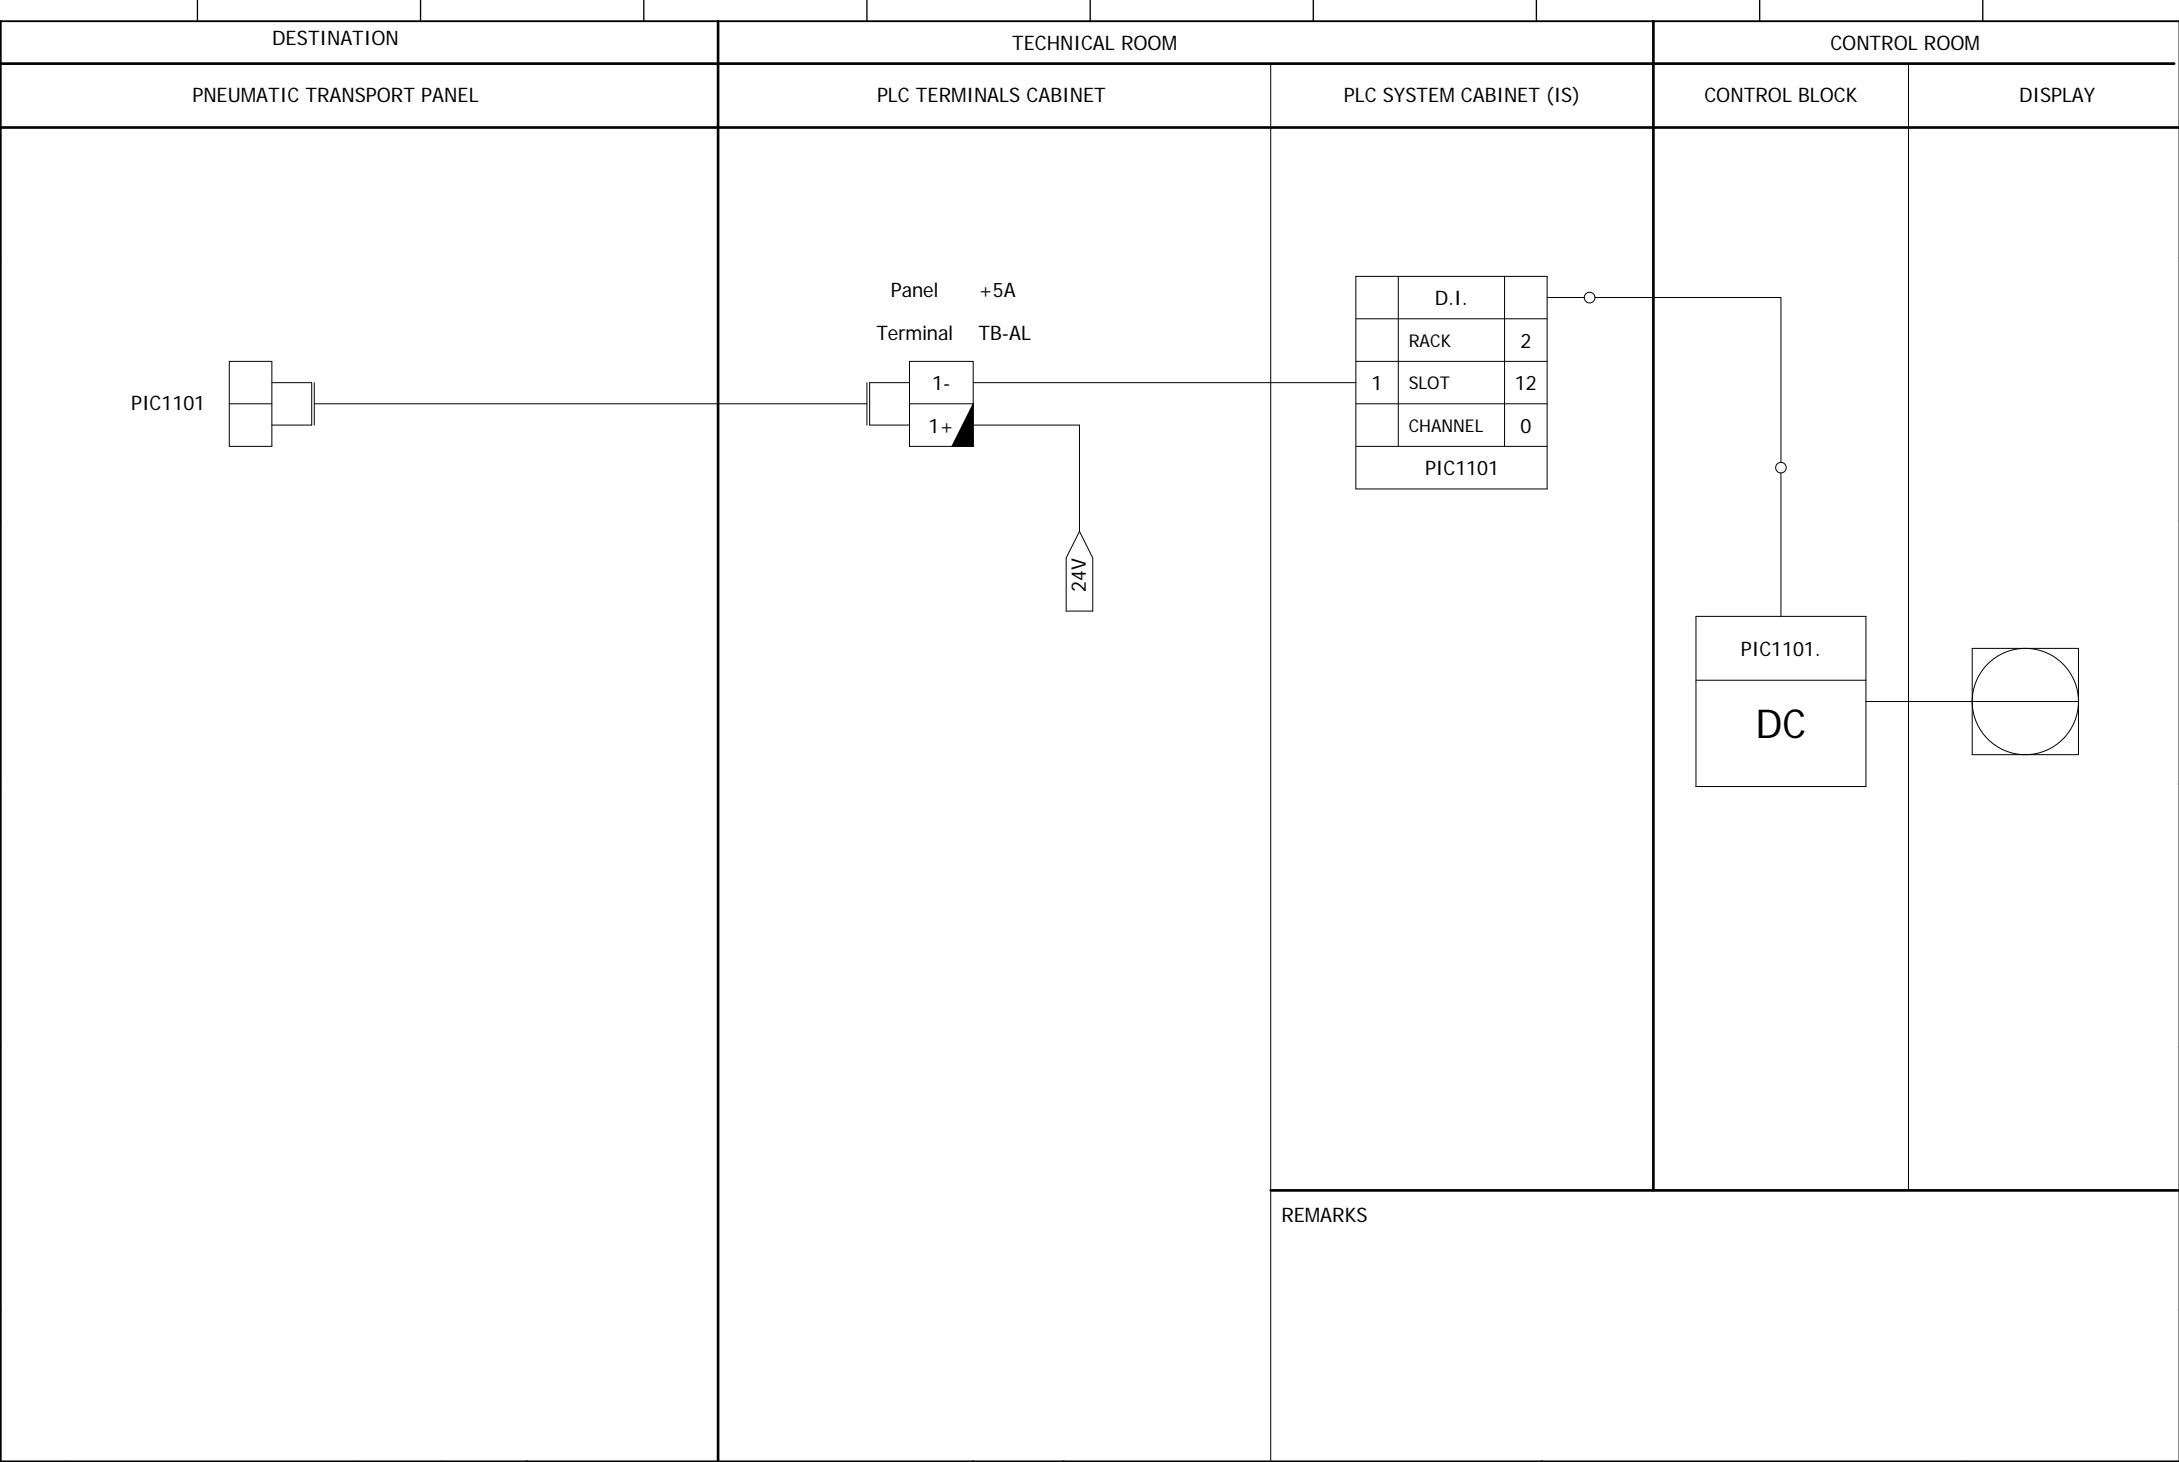 DESTINATION
TECHNICAL ROOM
CONTROL ROOM
PNEUMATIC TRANSPORT PANEL
PLC TERMINALS CABINET
PLC SYSTEM CABINET (IS)
CONTROL BLOCK
DISPLAY
Panel +5A
Terminal TB-AL
PIC1101
1-
1+
24V
D.I.
RACK 2
1 SLOT 12
CHANNEL 0
PIC1101
PIC1101.
DC
REMARKS